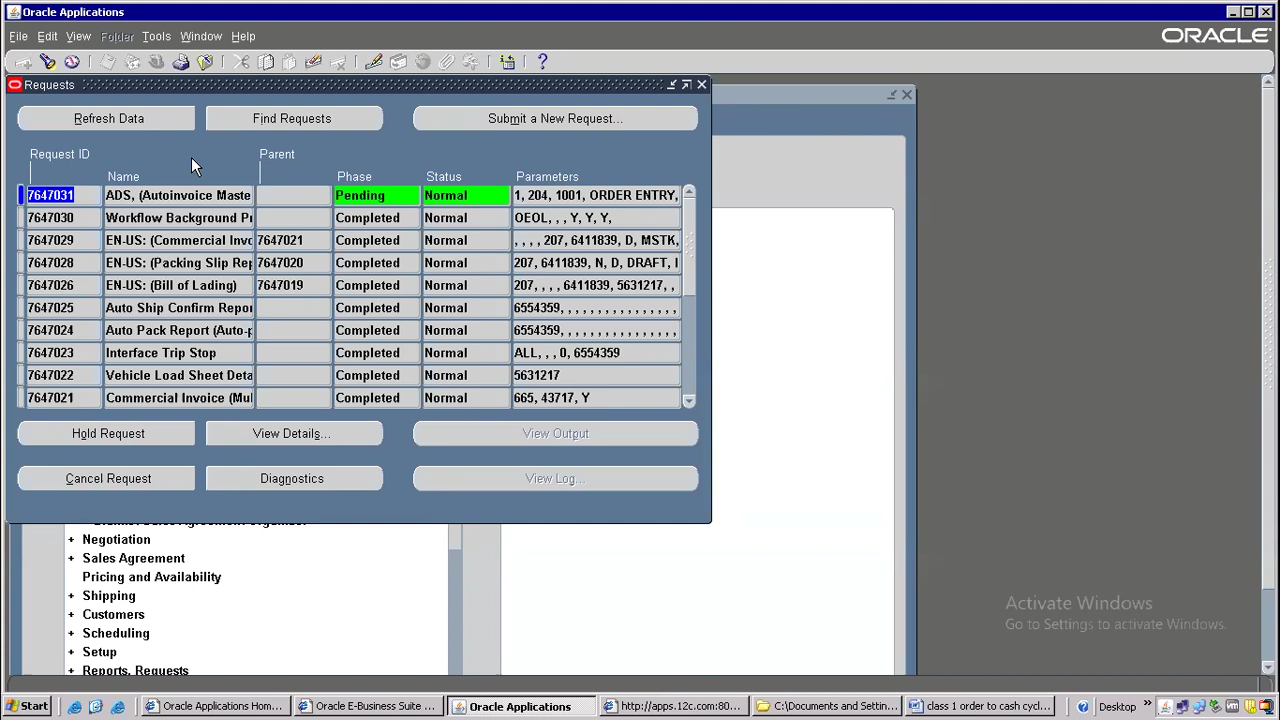 Oracle Applications
File Edit View Folder Tools Window Help
ORACLE
Requests
Refresh Data Find Requests Submit a New Request...
Request ID Parent
Name Phase Status Parameters
7647031 ADS, (Autoinvoice Maste Pending Normal 1, 204, 1001, ORDER ENTRY,
7647030 Workflow Background Pr Completed Normal OEOL, , , Y, Y, Y,
7647029 EN-US: (Commercial Invo 7647021 Completed Normal , , , , 207, 6411839, D, MSTK,
7647028 EN-US: (Packing Slip Rep 7647020 Completed Normal 207, 6411839, N, D, DRAFT, I
7647026 EN-US: (Bill of Lading) 7647019 Completed Normal 207, , , , 6411839, 5631217, ,
7647025 Auto Ship Confirm Repor Completed Normal 6554359, , , , , , , , , , , , , , ,
7647024 Auto Pack Report (Auto-p Completed Normal 6554359, , , , , , , , , , , , , , ,
7647023 Interface Trip Stop Completed Normal ALL, , , 0, 6554359
7647022 Vehicle Load Sheet Deta Completed Normal 5631217
7647021 Commercial Invoice (Mul Completed Normal 665, 43717, Y
Hold Request View Details... View Output
Cancel Request Diagnostics View Log...
+ Negotiation
+ Sales Agreement
Pricing and Availability
+ Shipping
+ Customers
+ Scheduling
+ Setup
+ Reports, Requests
Activate Windows
Go to Settings to activate Windows.
Start Oracle Applications Hom... Oracle E-Business Suite ... Oracle Applications http://apps.12c.com:80... C:\Documents and Setting... class 1 order to cash cycl... Desktop